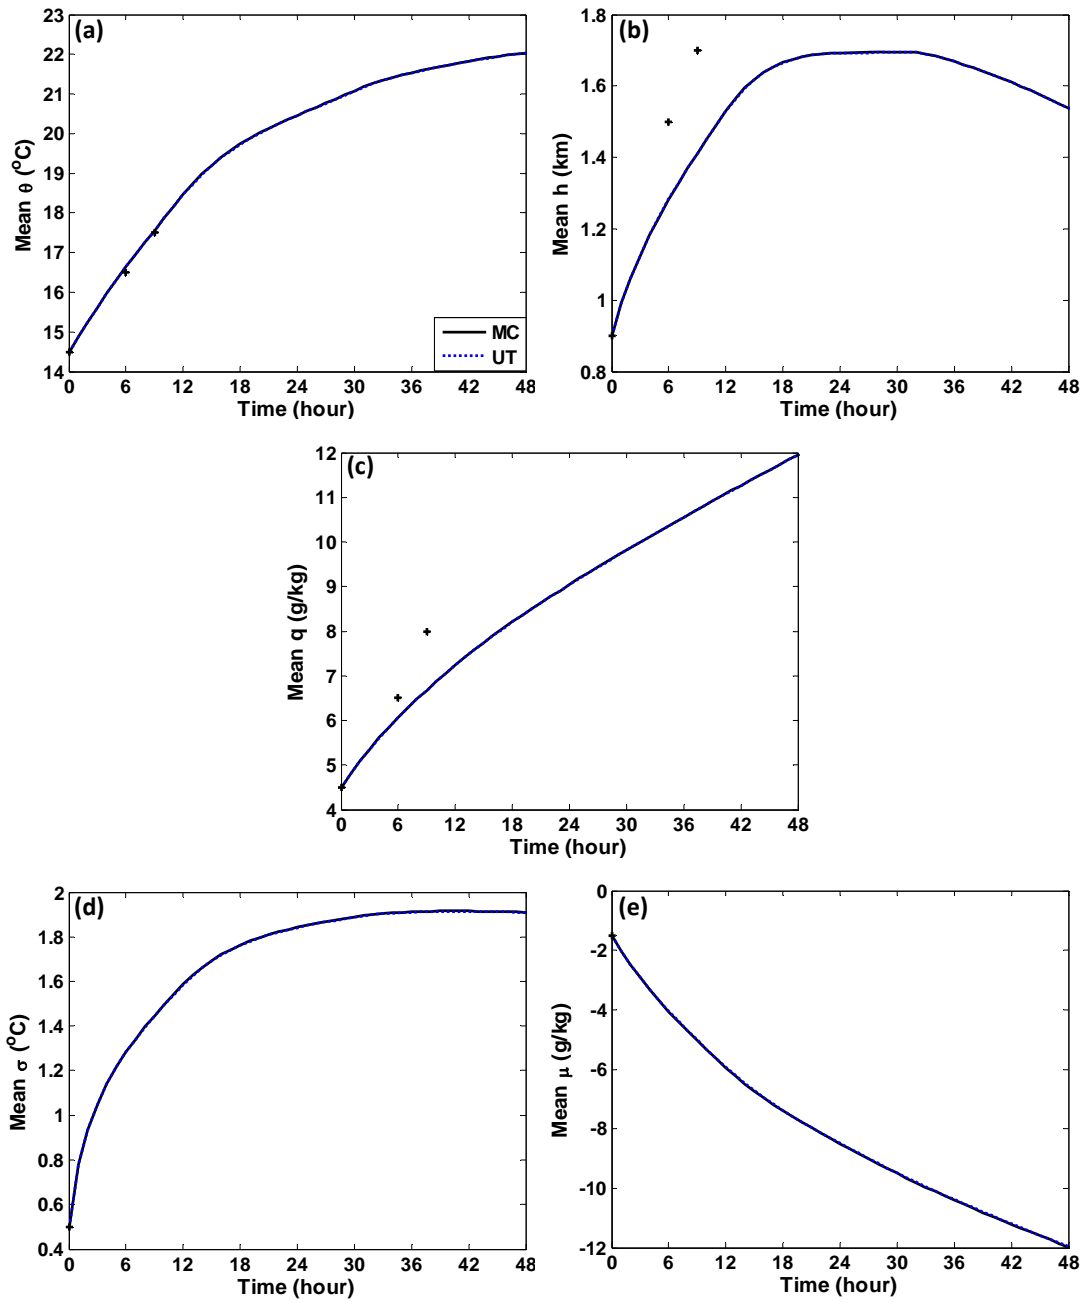 (a)
23
22
21
20
19
18
17
16
15
14
Mean θ (°C)
MC
UT
0 6 12 18 24 30 36 42 48
Time (hour)
(b)
1.8
1.6
1.4
1.2
1
0.8
Mean h (km)
0 6 12 18 24 30 36 42 48
Time (hour)
(c)
12
11
10
9
8
7
6
5
4
Mean q (g/kg)
0 6 12 18 24 30 36 42 48
Time (hour)
(d)
2
1.8
1.6
1.4
1.2
1
0.8
0.6
0.4
Mean σ (°C)
0 6 12 18 24 30 36 42 48
Time (hour)
(e)
0
-2
-4
-6
-8
-10
-12
Mean μ (g/kg)
0 6 12 18 24 30 36 42 48
Time (hour)